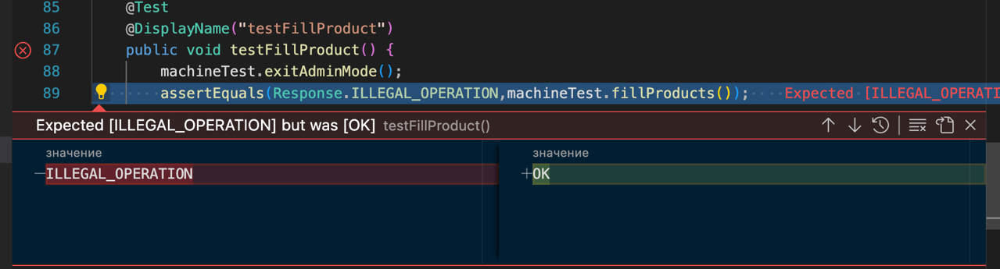 85 @Test
86 @DisplayName("testFillProduct")
87 public void testFillProduct() {
88 machineTest.exitAdminMode();
89 assertEquals(Response.ILLEGAL_OPERATION,machineTest.fillProducts()); Expected [ILLEGAL_OPERATI
Expected [ILLEGAL_OPERATION] but was [OK] testFillProduct()
значение значение
—ILLEGAL_OPERATION +OK